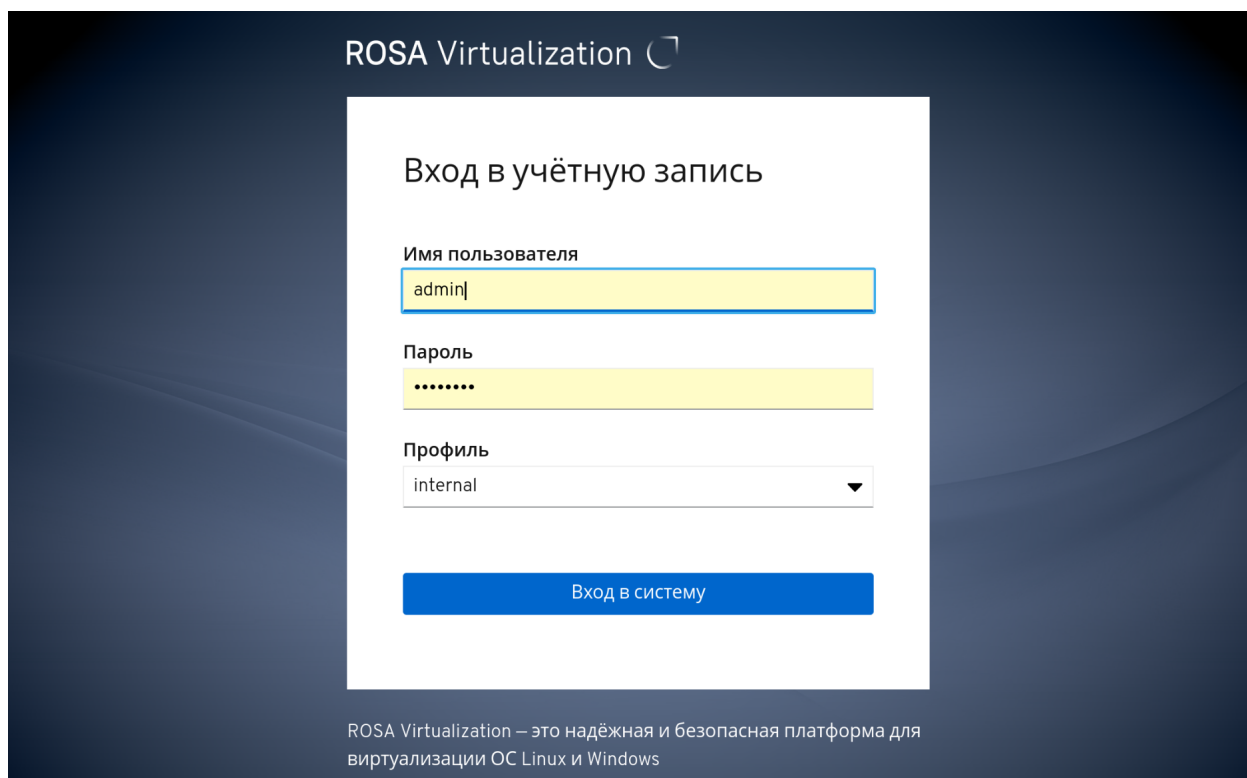 ROSA Virtualization
Вход в учётную запись
Имя пользователя
admin
Пароль
••••••••
Профиль
internal
Вход в систему
ROSA Virtualization – это надёжная и безопасная платформа для
виртуализации ОС Linux и Windows